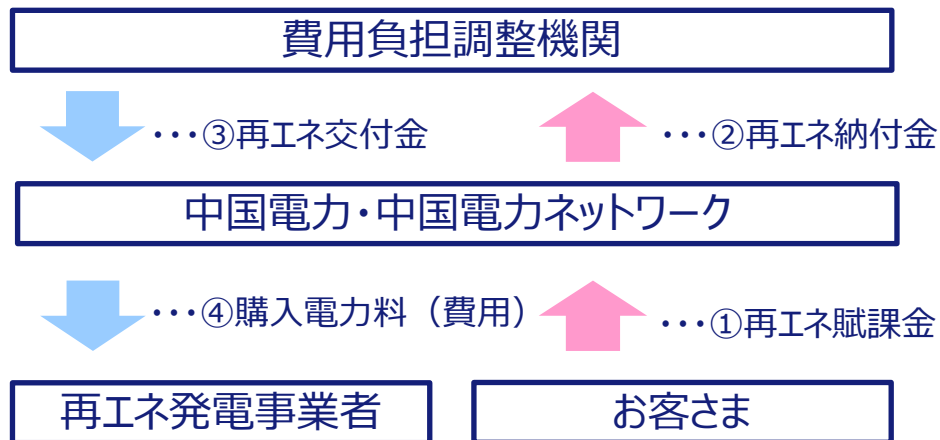 費用負担調整機関
・・・③再エネ交付金
・・・②再エネ納付金
中国電力・中国電力ネットワーク
・・・④購入電力料（費用）
・・・①再エネ賦課金
再エネ発電事業者
お客さま